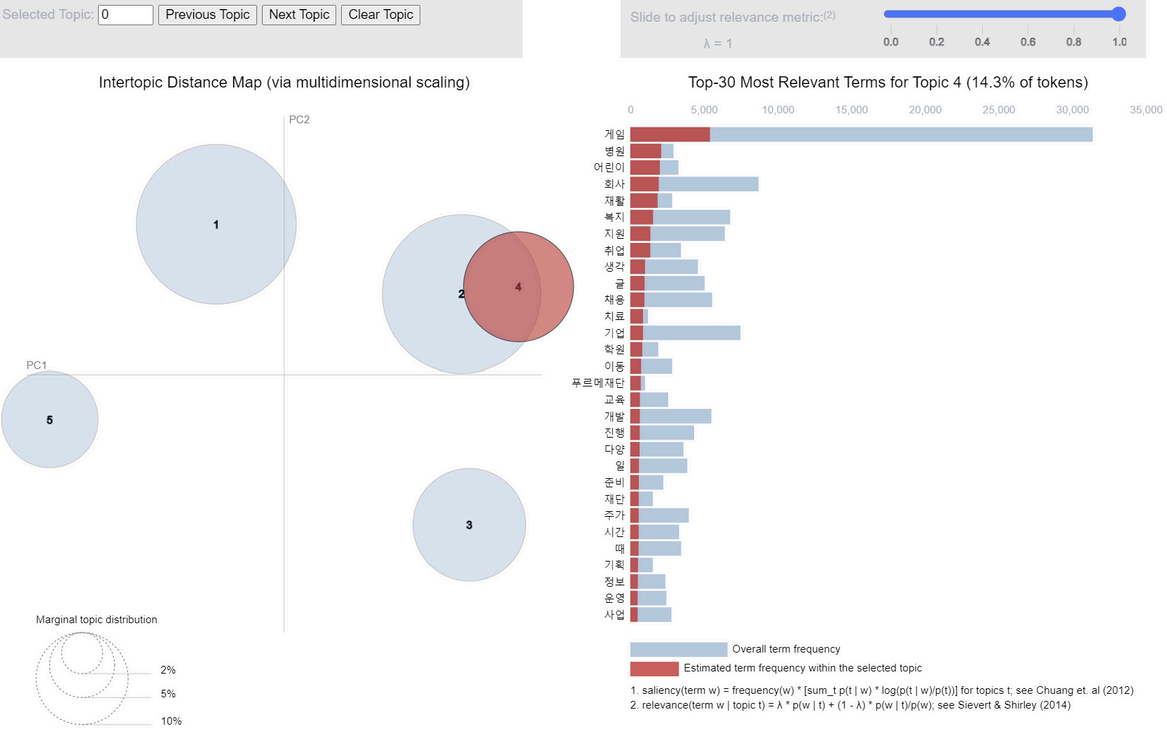 Selected Topic: 0 Previous Topic Next Topic Clear Topic
Slide to adjust relevance metric:(2)
λ = 1
0.0 0.2 0.4 0.6 0.8 1.0
Intertopic Distance Map (via multidimensional scaling)
PC2
PC1
1
2
4
5
3
Marginal topic distribution
2%
5%
10%
Top-30 Most Relevant Terms for Topic 4 (14.3% of tokens)
0 5,000 10,000 15,000 20,000 25,000 30,000 35,000
게임
병원
어린이
회사
재활
복지
지원
취업
생각
글
채용
치료
기업
학원
이동
푸르메재단
교육
개발
진행
다양
일
준비
재단
주가
시간
때
기획
정보
운영
사업
Overall term frequency
Estimated term frequency within the selected topic
1. saliency(term w) = frequency(w) * [sum_t p(t | w) * log(p(t | w)/p(t))] for topics t; see Chuang et. al (2012)
2. relevance(term w | topic t) = λ * p(w | t) + (1 - λ) * p(w | t)/p(w); see Sievert & Shirley (2014)